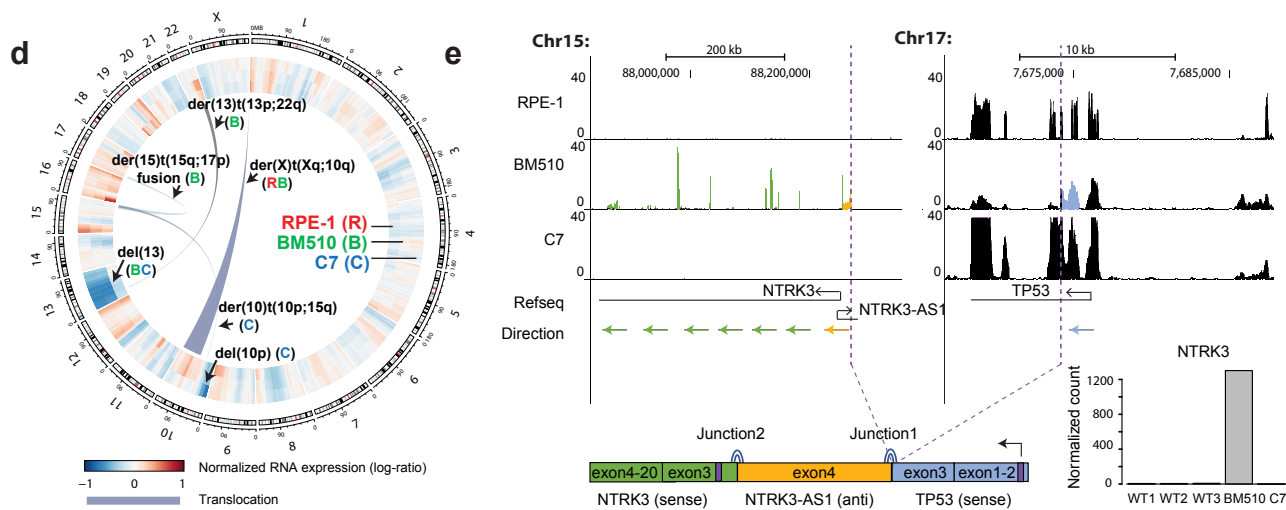 d
X
1
2
3
4
5
6
7
8
9
10
11
12
13
14
15
16
17
18
19
20
21
22
0MB
90
180
der(13)t(13p;22q)
(B)
der(15)t(15q;17p)
fusion (B)
der(X)t(Xq;10q)
(RB)
RPE-1 (R)
BM510 (B)
C7 (C)
del(13)
(BC)
der(10)t(10p;15q)
(C)
del(10p) (C)
Normalized RNA expression (log-ratio)
−1 0 1
Translocation
e
Chr15:
200 kb
88,000,000 88,200,000
Chr17:
10 kb
7,675,000 7,685,000
RPE-1
40
0
40
0
BM510
40
0
40
0
C7
40
0
40
0
Refseq
NTRK3
NTRK3-AS1
TP53
Direction
Junction2 Junction1
exon4-20 exon3 exon4 exon3 exon1-2
NTRK3 (sense) NTRK3-AS1 (anti) TP53 (sense)
NTRK3
Normalized count
1200
800
400
0
WT1 WT2 WT3 BM510 C7